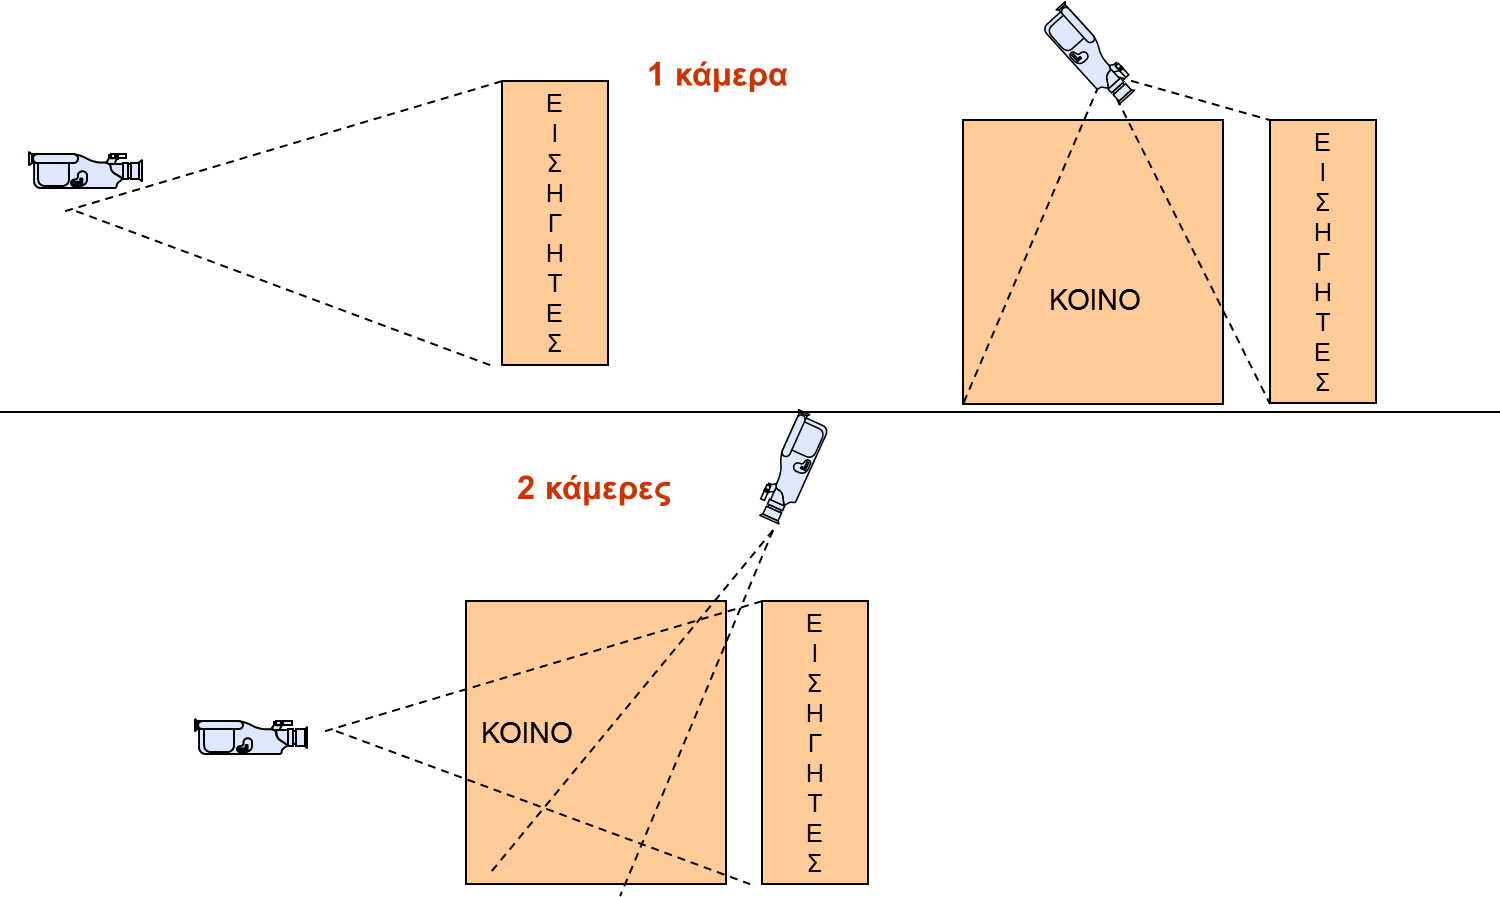 1 κάμερα
Ε
Ι
Σ
Η
Γ
Η
Τ
Ε
Σ
ΚΟΙΝΟ
Ε
Ι
Σ
Η
Γ
Η
Τ
Ε
Σ
2 κάμερες
ΚΟΙΝΟ
Ε
Ι
Σ
Η
Γ
Η
Τ
Ε
Σ